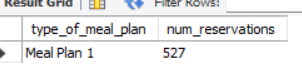 Result Grid Filter Rows:
type_of_meal_plan num_reservations
Meal Plan 1 527